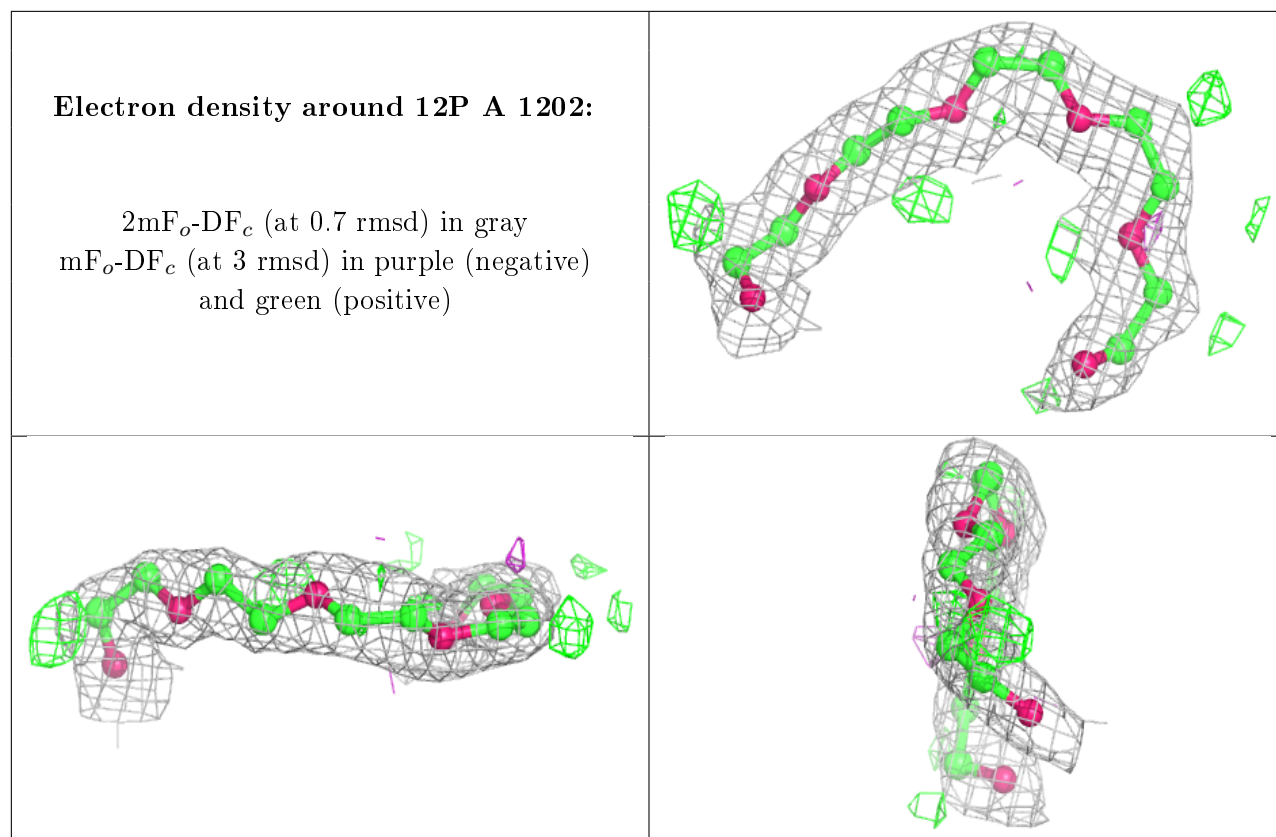 Electron density around 12P A 1202:
2mFₒ-DF𝒸 (at 0.7 rmsd) in gray
mFₒ-DF𝒸 (at 3 rmsd) in purple (negative)
and green (positive)